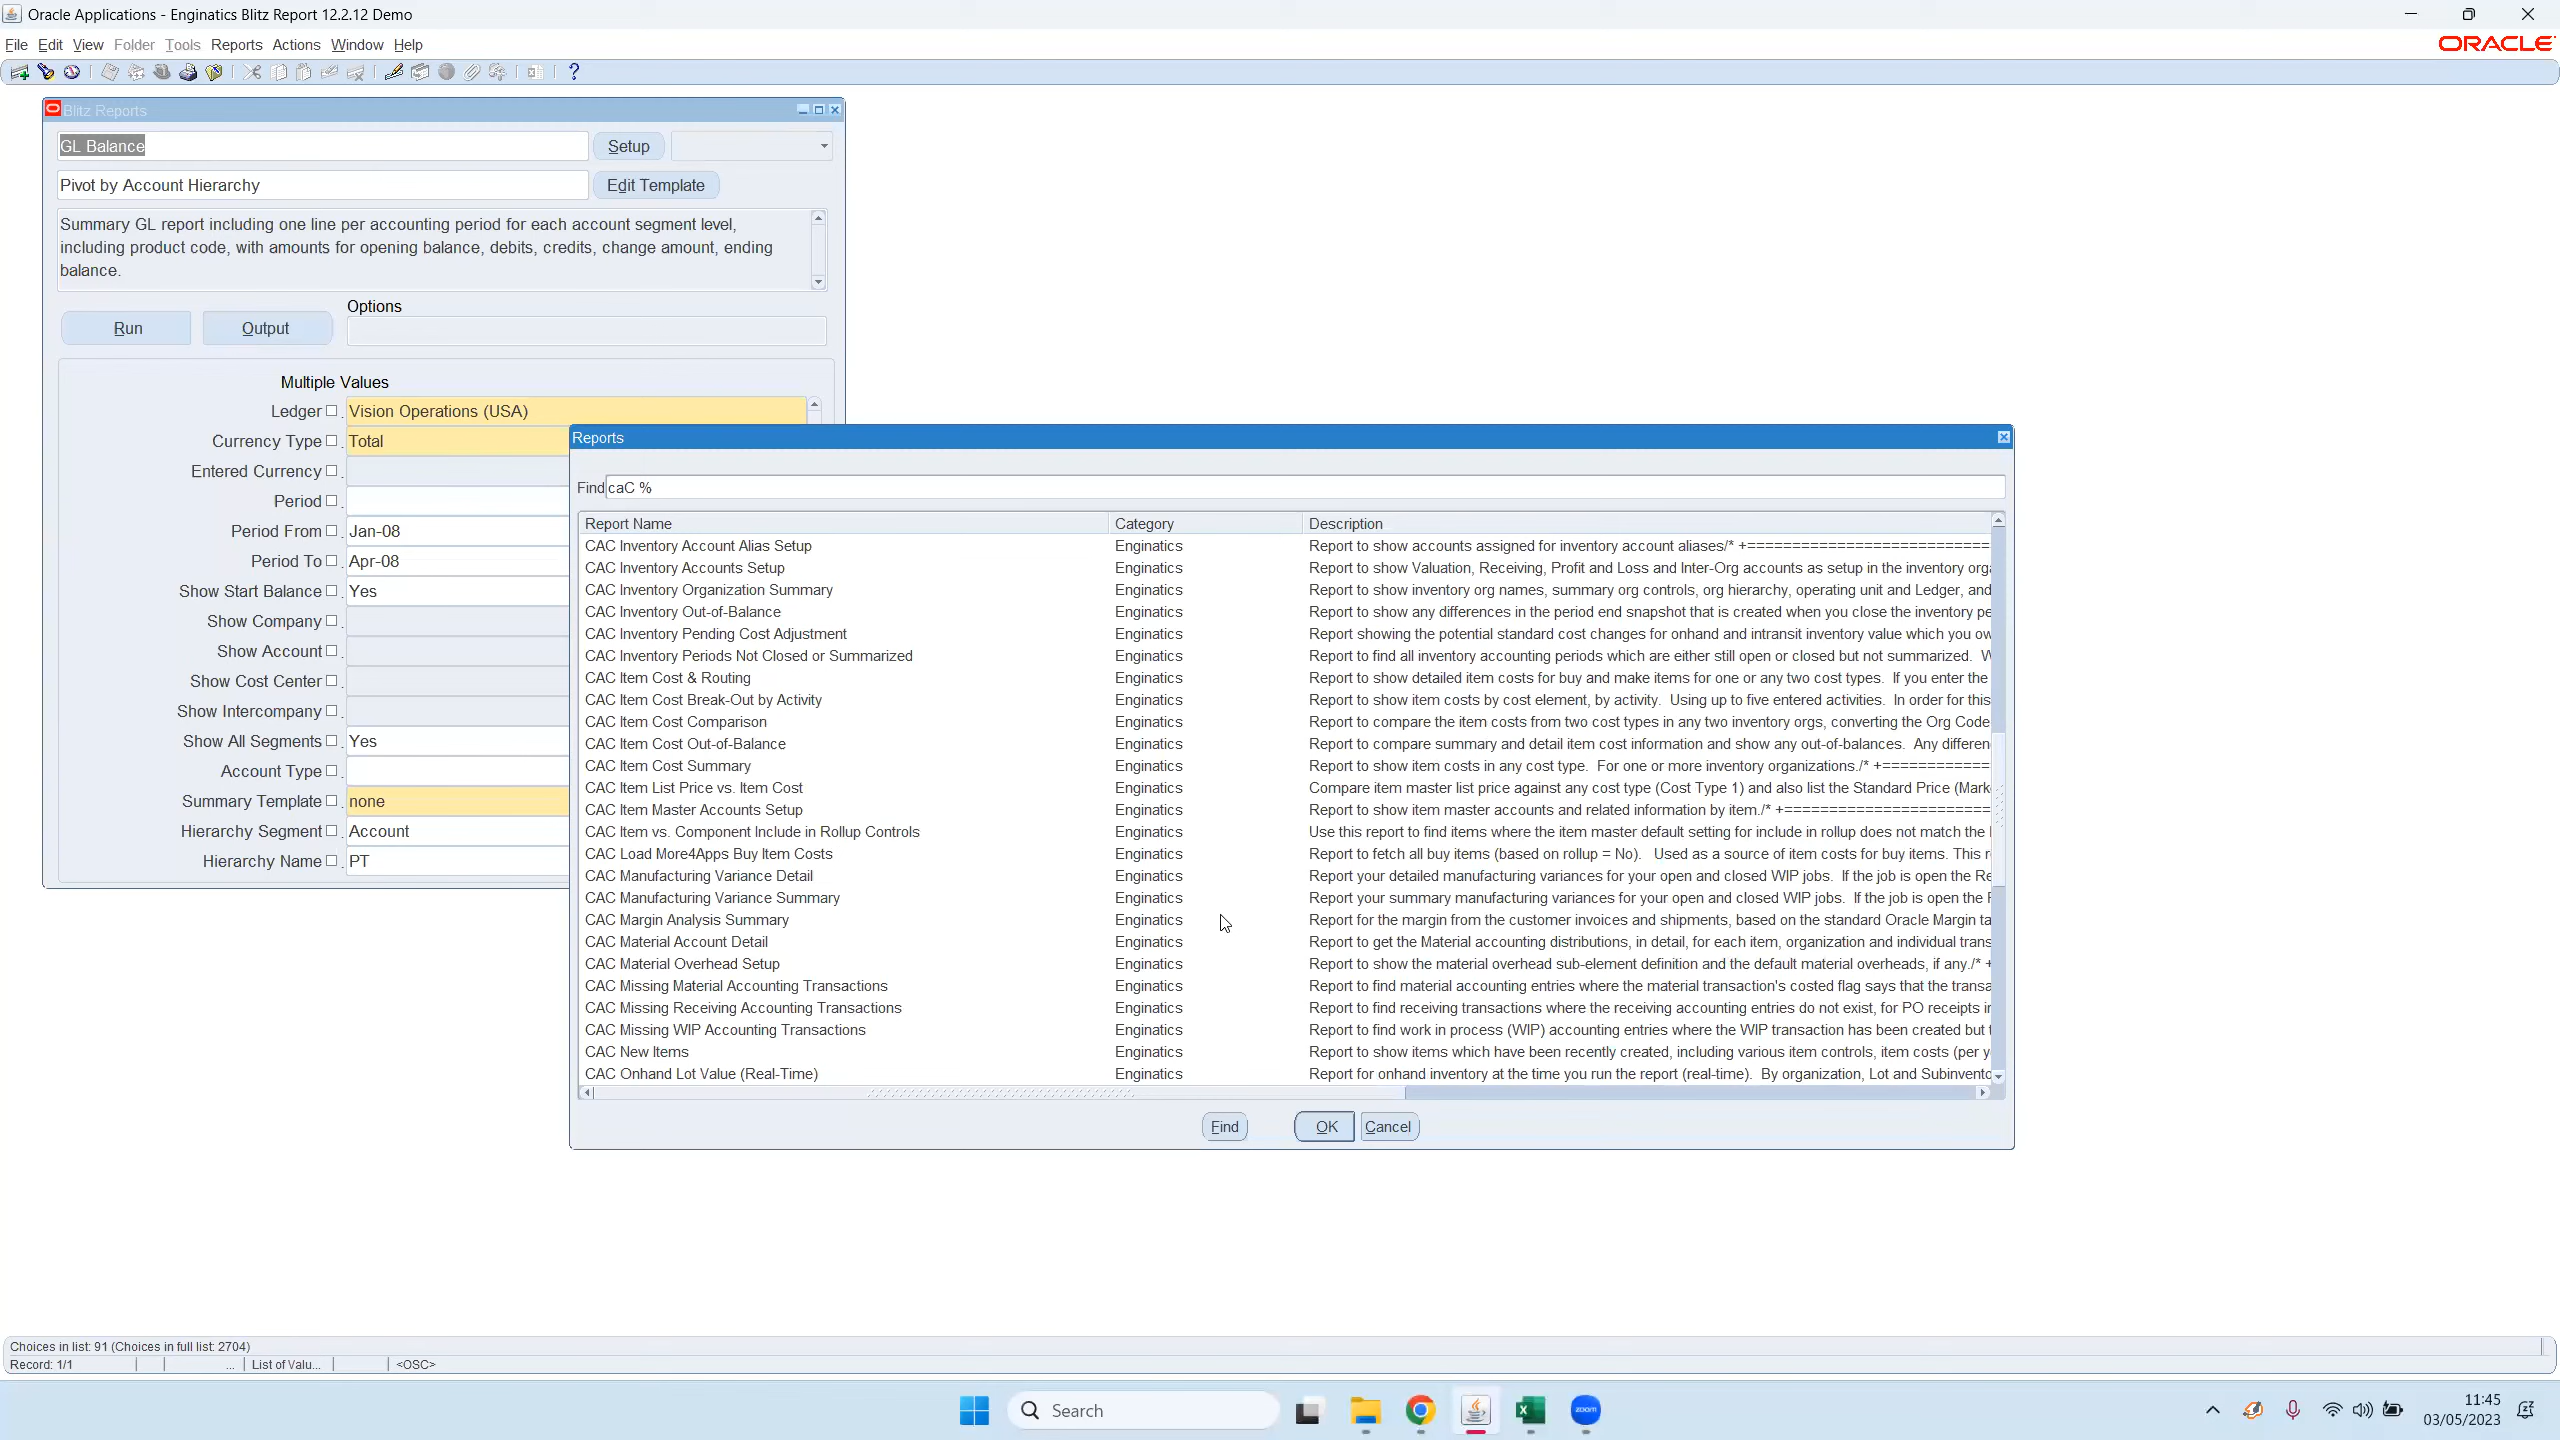 Oracle Applications - Enginatics Blitz Report 12.2.12 Demo
File Edit View Folder Tools Reports Actions Window Help
ORACLE
Blitz Reports
GL Balance
Setup
Pivot by Account Hierarchy
Edit Template
Summary GL report including one line per accounting period for each account segment level,
including product code, with amounts for opening balance, debits, credits, change amount, ending
balance.
Options
Run Output
Multiple Values
Ledger Vision Operations (USA)
Currency Type Total
Entered Currency
Period
Period From Jan-08
Period To Apr-08
Show Start Balance Yes
Show Company
Show Account
Show Cost Center
Show Intercompany
Show All Segments Yes
Account Type
Summary Template none
Hierarchy Segment Account
Hierarchy Name PT
Reports
Find caC %
Report Name Category Description
CAC Inventory Account Alias Setup Enginatics Report to show accounts assigned for inventory account aliases/* +===========================
CAC Inventory Accounts Setup Enginatics Report to show Valuation, Receiving, Profit and Loss and Inter-Org accounts as setup in the inventory orga
CAC Inventory Organization Summary Enginatics Report to show inventory org names, summary org controls, org hierarchy, operating unit and Ledger, and
CAC Inventory Out-of-Balance Enginatics Report to show any differences in the period end snapshot that is created when you close the inventory pe
CAC Inventory Pending Cost Adjustment Enginatics Report showing the potential standard cost changes for onhand and intransit inventory value which you ow
CAC Inventory Periods Not Closed or Summarized Enginatics Report to find all inventory accounting periods which are either still open or closed but not summarized. W
CAC Item Cost & Routing Enginatics Report to show detailed item costs for buy and make items for one or any two cost types. If you enter the
CAC Item Cost Break-Out by Activity Enginatics Report to show item costs by cost element, by activity. Using up to five entered activities. In order for this
CAC Item Cost Comparison Enginatics Report to compare the item costs from two cost types in any two inventory orgs, converting the Org Code
CAC Item Cost Out-of-Balance Enginatics Report to compare summary and detail item cost information and show any out-of-balances. Any differen
CAC Item Cost Summary Enginatics Report to show item costs in any cost type. For one or more inventory organizations./* +============
CAC Item List Price vs. Item Cost Enginatics Compare item master list price against any cost type (Cost Type 1) and also list the Standard Price (Mark
CAC Item Master Accounts Setup Enginatics Report to show item master accounts and related information by item./* +=======================
CAC Item vs. Component Include in Rollup Controls Enginatics Use this report to find items where the item master default setting for include in rollup does not match the
CAC Load More4Apps Buy Item Costs Enginatics Report to fetch all buy items (based on rollup = No). Used as a source of item costs for buy items. This r
CAC Manufacturing Variance Detail Enginatics Report your detailed manufacturing variances for your open and closed WIP jobs. If the job is open the Re
CAC Manufacturing Variance Summary Enginatics Report your summary manufacturing variances for your open and closed WIP jobs. If the job is open the
CAC Margin Analysis Summary Enginatics Report for the margin from the customer invoices and shipments, based on the standard Oracle Margin ta
CAC Material Account Detail Enginatics Report to get the Material accounting distributions, in detail, for each item, organization and individual trans
CAC Material Overhead Setup Enginatics Report to show the material overhead sub-element definition and the default material overheads, if any./* +
CAC Missing Material Accounting Transactions Enginatics Report to find material accounting entries where the material transaction's costed flag says that the transa
CAC Missing Receiving Accounting Transactions Enginatics Report to find receiving transactions where the receiving accounting entries do not exist, for PO receipts i
CAC Missing WIP Accounting Transactions Enginatics Report to find work in process (WIP) accounting entries where the WIP transaction has been created but
CAC New Items Enginatics Report to show items which have been recently created, including various item controls, item costs (per y
CAC Onhand Lot Value (Real-Time) Enginatics Report for onhand inventory at the time you run the report (real-time). By organization, Lot and Subinvento
Find OK Cancel
Choices in list: 91 (Choices in full list: 2704)
Record: 1/1 ... List of Valu... <OSC>
Search
zoom
11:45
03/05/2023